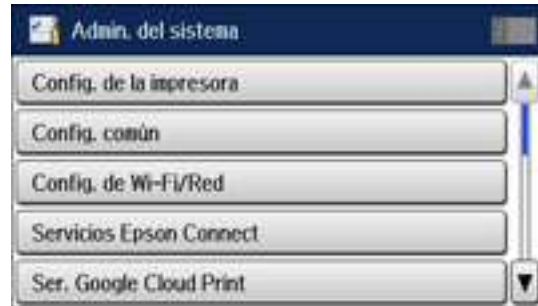 Admin. del sistema
Config. de la impresora
Config. común
Config. de Wi-Fi/Red
Servicios Epson Connect
Ser. Google Cloud Print